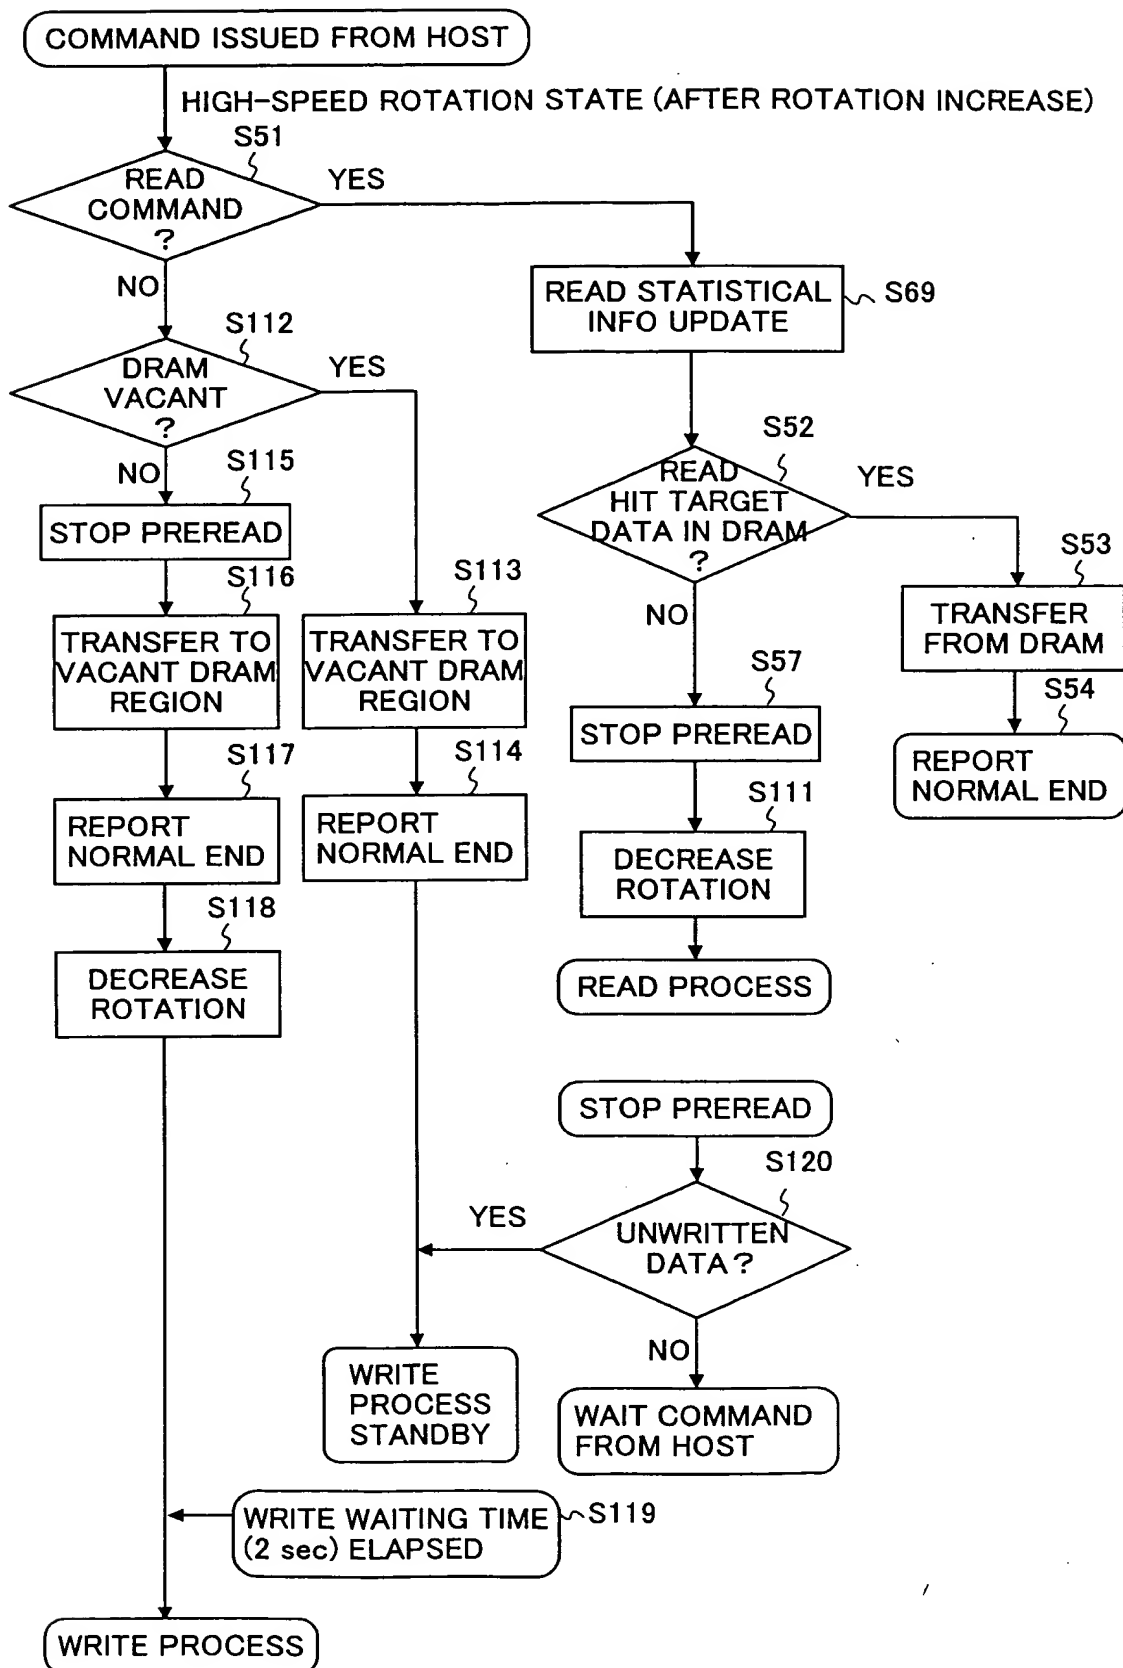 COMMAND ISSUED FROM HOST
HIGH-SPEED ROTATION STATE (AFTER ROTATION INCREASE)
S51
READ
COMMAND
?
YES
NO
READ STATISTICAL
INFO UPDATE
S69
S112
DRAM
VACANT
?
YES
NO
S52
READ
HIT TARGET
DATA IN DRAM
?
YES
NO
S115
STOP PREREAD
S116
TRANSFER TO
VACANT DRAM
REGION
S113
TRANSFER TO
VACANT DRAM
REGION
S53
TRANSFER
FROM DRAM
S54
REPORT
NORMAL END
S57
STOP PREREAD
S117
REPORT
NORMAL END
S114
REPORT
NORMAL END
S111
DECREASE
ROTATION
S118
DECREASE
ROTATION
READ PROCESS
STOP PREREAD
S120
UNWRITTEN
DATA?
YES
NO
WRITE
PROCESS
STANDBY
WAIT COMMAND
FROM HOST
WRITE WAITING TIME
(2 sec) ELAPSED
S119
WRITE PROCESS